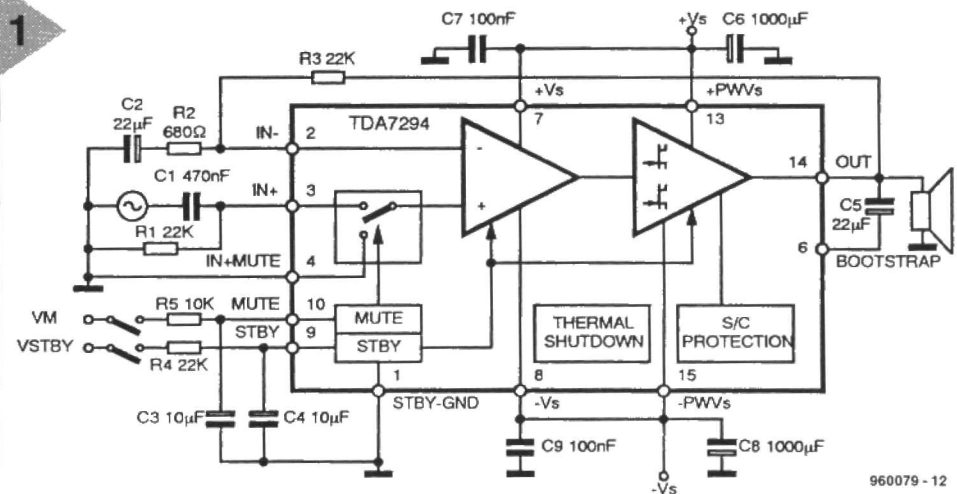 1
C7 100nF
+Vs
C6 1000µF
R3 22K
+Vs
+PWVs
C2
22µF
R2
680Ω
IN-
2
TDA7294
7
13
-
14
OUT
C1 470nF
IN+
3
+
C5
22µF
R1 22K
IN+MUTE
4
6
BOOTSTRAP
VM
R5 10K
MUTE
10
MUTE
THERMAL
SHUTDOWN
S/C
PROTECTION
VSTBY
STBY
9
STBY
R4 22K
1
8
15
STBY-GND
-Vs
-PWVs
C3 10µF
C4 10µF
C9 100nF
C8 1000µF
-Vs
960079 - 12